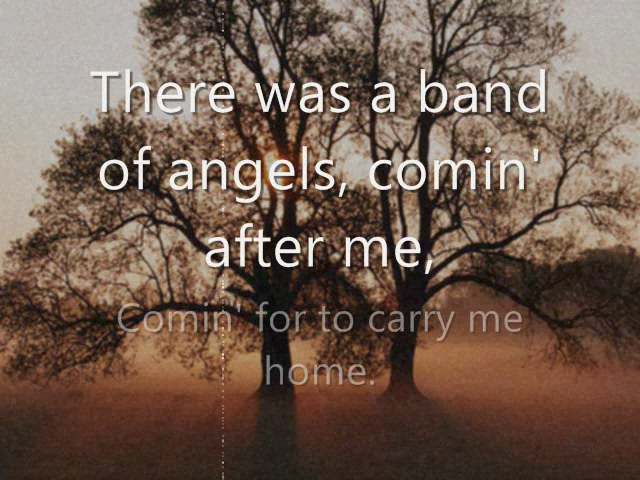 There was a band
of angels, comin'
after me,
Comin' for to carry me
home.